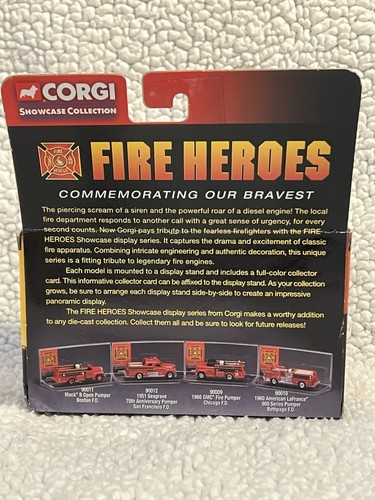 CORGI
SHOWCASE COLLECTION
FIRE
RESCUE
FIRE HEROES
COMMEMORATING OUR BRAVEST
The piercing scream of a siren and the powerful roar of a diesel engine! The local
fire department responds to another call with a great sense of urgency, for every
second counts. Now Corgi pays tribute to the fearless firefighters with the FIRE
HEROES Showcase display series. It captures the drama and excitement of classic
fire apparatus. Combining intricate engineering and authentic decoration, this unique
series is a fitting tribute to legendary fire engines.
Each model is mounted to a display stand and includes a full-color collector
card. This informative collector card can be affixed to the display stand. As your collection
grows, be sure to arrange each display stand side-by-side to create an impressive
panoramic display.
The FIRE HEROES Showcase display series from Corgi makes a worthy addition
to any die-cast collection. Collect them all and be sure to look for future releases!
90011
Mack® B Open Pumper
Boston F.D.
90012
1951 Seagrave
70th Anniversary Pumper
San Francisco F.D.
90009
1966 GMC® Fire Pumper
Chicago F.D.
90010
1960 American LaFrance®
900 Series Pumper
Bethpage F.D.